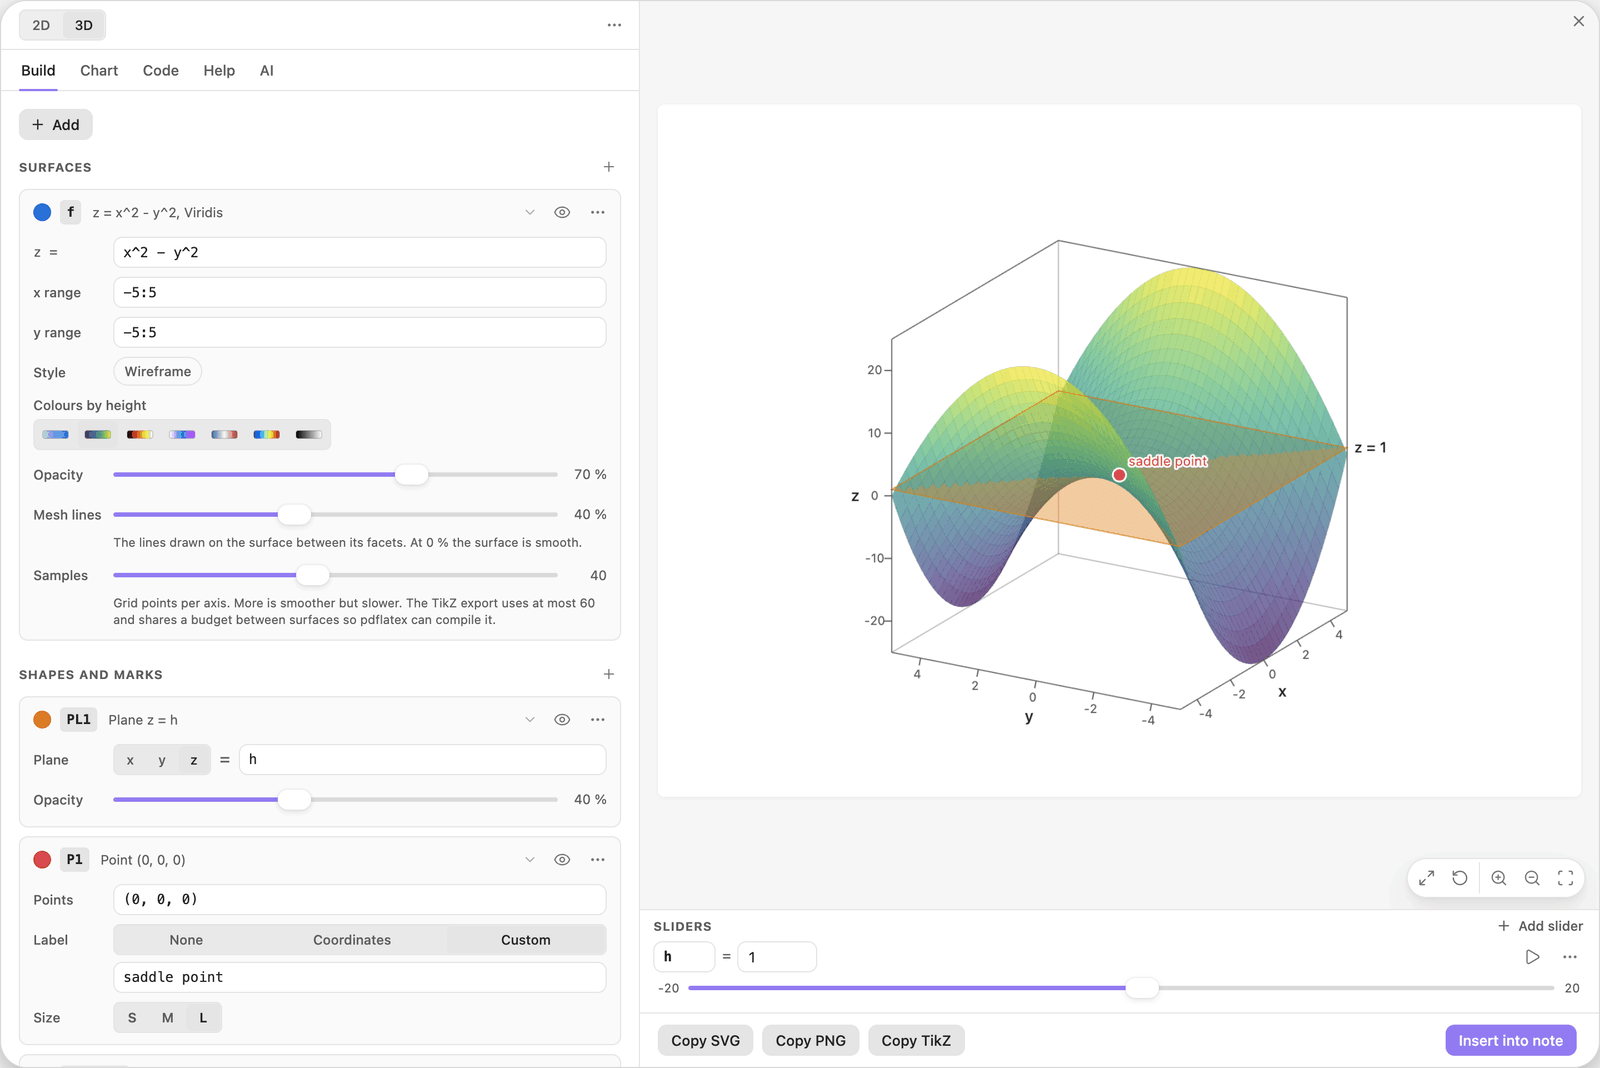 2D 3D
Build Chart Code Help AI
+ Add
SURFACES
f z = x^2 - y^2, Viridis
z = x^2 − y^2
x range −5:5
y range −5:5
Style Wireframe
Colours by height
Opacity 70 %
Mesh lines 40 %
The lines drawn on the surface between its facets. At 0 % the surface is smooth.
Samples 40
Grid points per axis. More is smoother but slower. The TikZ export uses at most 60
and shares a budget between surfaces so pdflatex can compile it.
SHAPES AND MARKS
PL1 Plane z = h
Plane x y z = h
Opacity 40 %
P1 Point (0, 0, 0)
Points (0, 0, 0)
Label None Coordinates Custom
saddle point
Size S M L
20
10
z 0
-10
-20
saddle point
z = 1
4 2 0 -2 -4
y
-4 -2 0 2 4
x
SLIDERS + Add slider
h = 1
-20 20
Copy SVG Copy PNG Copy TikZ Insert into note